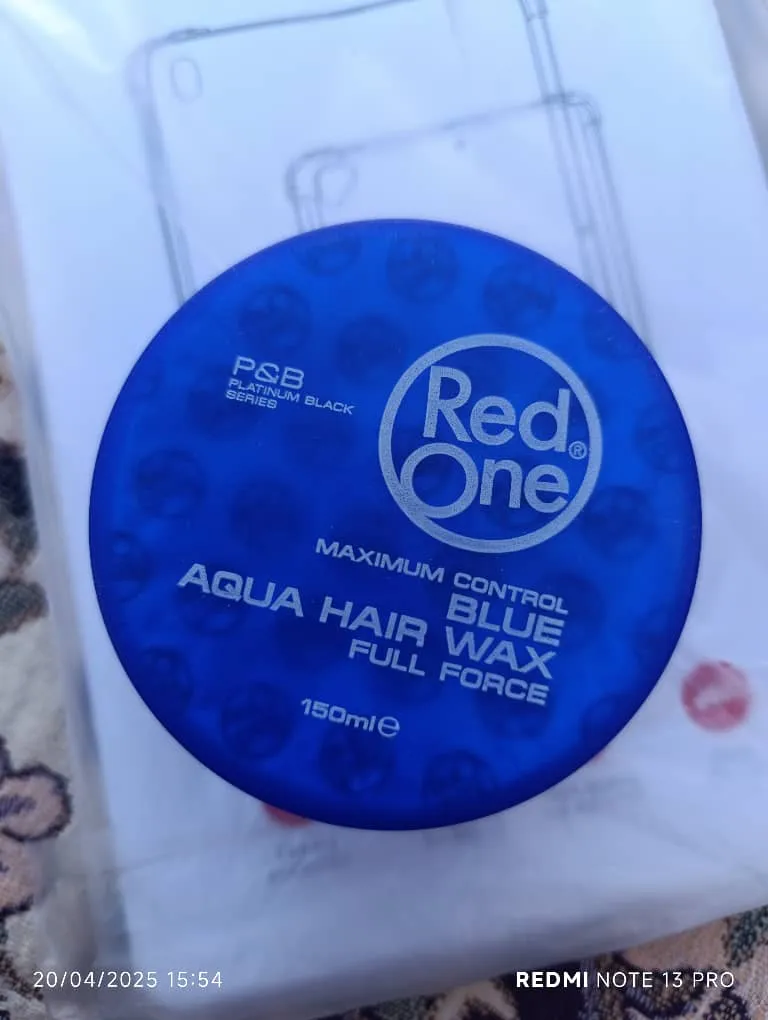 P&B
PLATINUM BLACK
SERIES
Red
One®
MAXIMUM CONTROL
BLUE
AQUA HAIR WAX
FULL FORCE
150ml℮
20/04/2025 15:54
REDMI NOTE 13 PRO